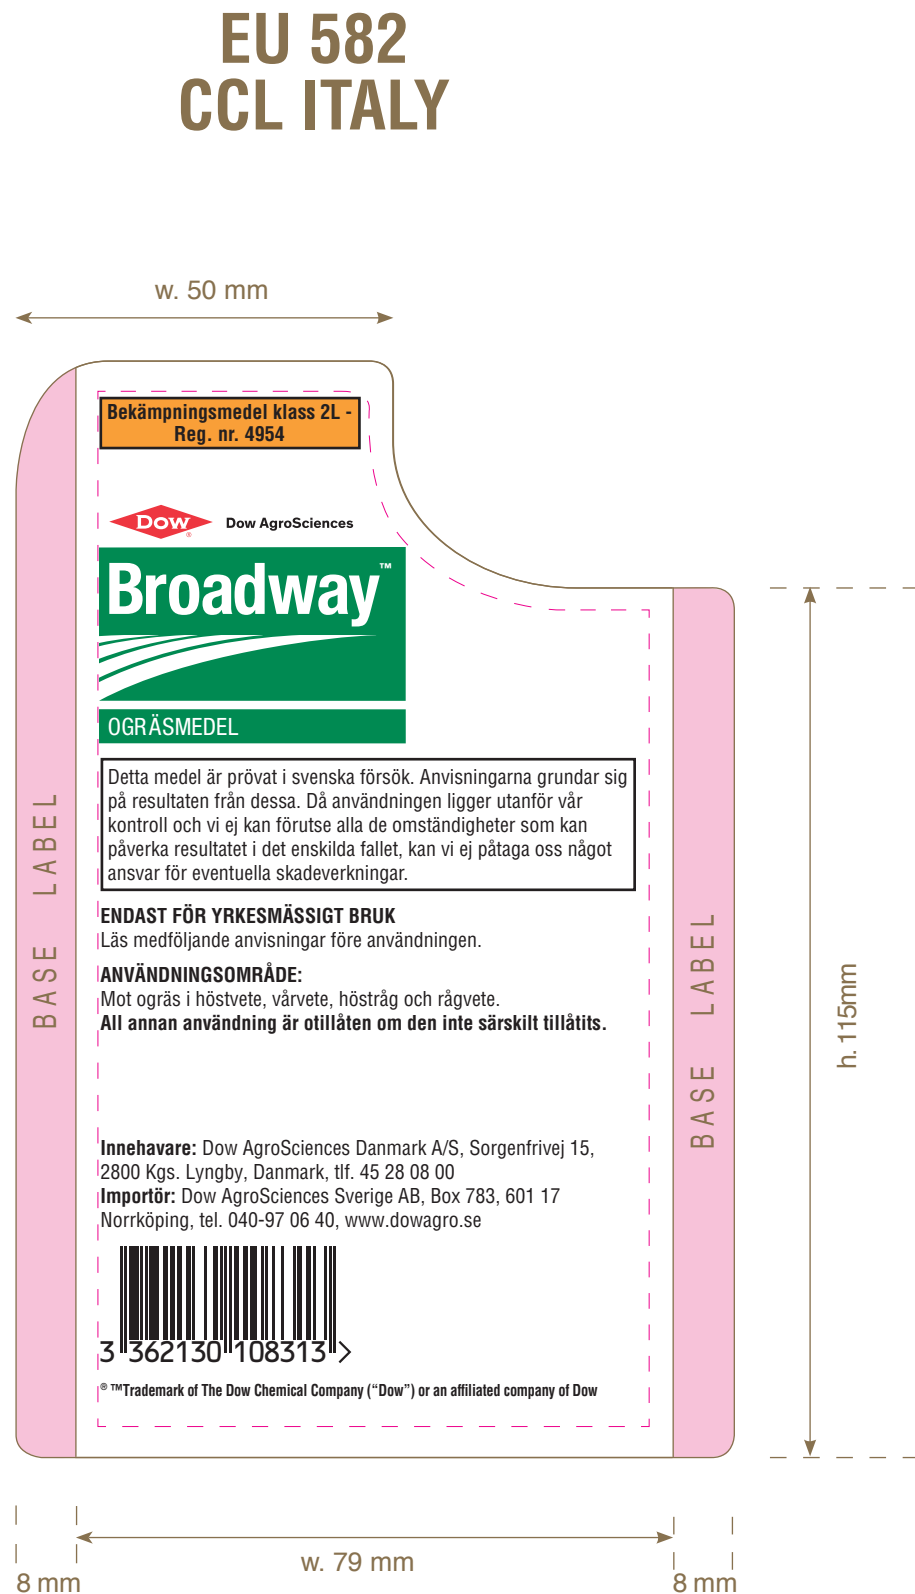 EU 582
CCL ITALY
w. 50 mm
Bekämpningsmedel klass 2L -
Reg. nr. 4954
Dow®
Dow AgroSciences
Broadway™
OGRÄSMEDEL
Detta medel är prövat i svenska försök. Anvisningarna grundar sig
på resultaten från dessa. Då användningen ligger utanför vår
kontroll och vi ej kan förutse alla de omständigheter som kan
påverka resultatet i det enskilda fallet, kan vi ej påtaga oss något
ansvar för eventuella skadeverkningar.
ENDAST FÖR YRKESMÄSSIGT BRUK
Läs medföljande anvisningar före användningen.
ANVÄNDNINGSOMRÅDE:
Mot ogräs i höstvete, vårvete, höstråg och rågvete.
All annan användning är otillåten om den inte särskilt tillåtits.
Innehavare: Dow AgroSciences Danmark A/S, Sorgenfrivej 15,
2800 Kgs. Lyngby, Danmark, tlf. 45 28 08 00
Importör: Dow AgroSciences Sverige AB, Box 783, 601 17
Norrköping, tel. 040-97 06 40, www.dowagro.se
3 362130 108313 >
® ™Trademark of The Dow Chemical Company (“Dow”) or an affiliated company of Dow
BASE LABEL
BASE LABEL
h. 115mm
8 mm
w. 79 mm
8 mm